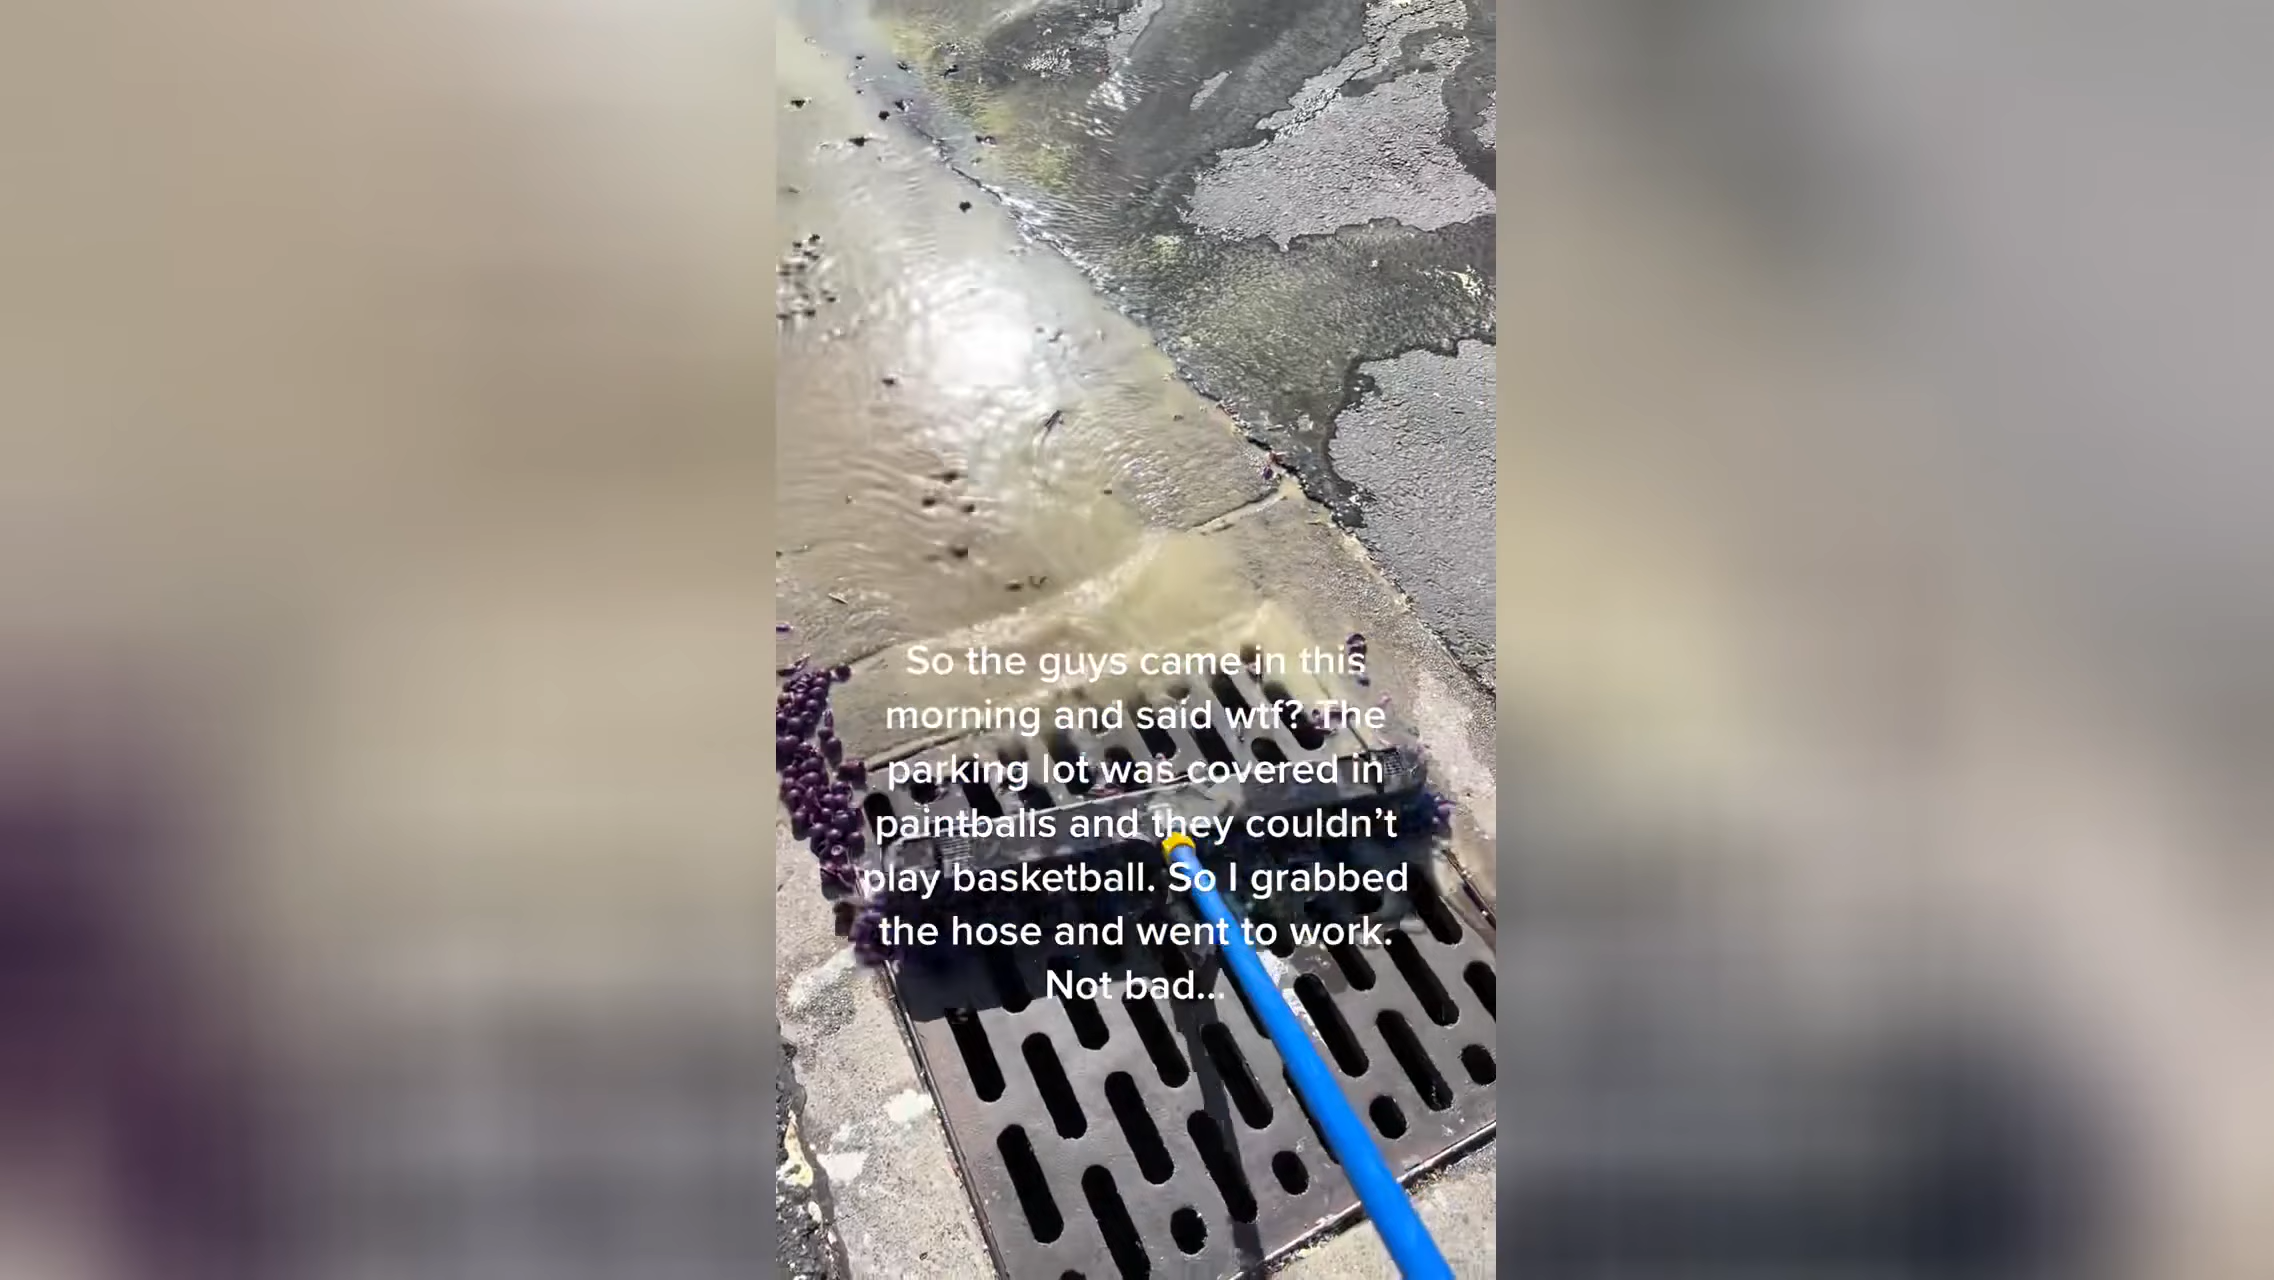 So the guys came in this
morning and said wtf? The
parking lot was covered in
paintballs and they couldn’t
play basketball. So I grabbed
the hose and went to work.
Not bad...